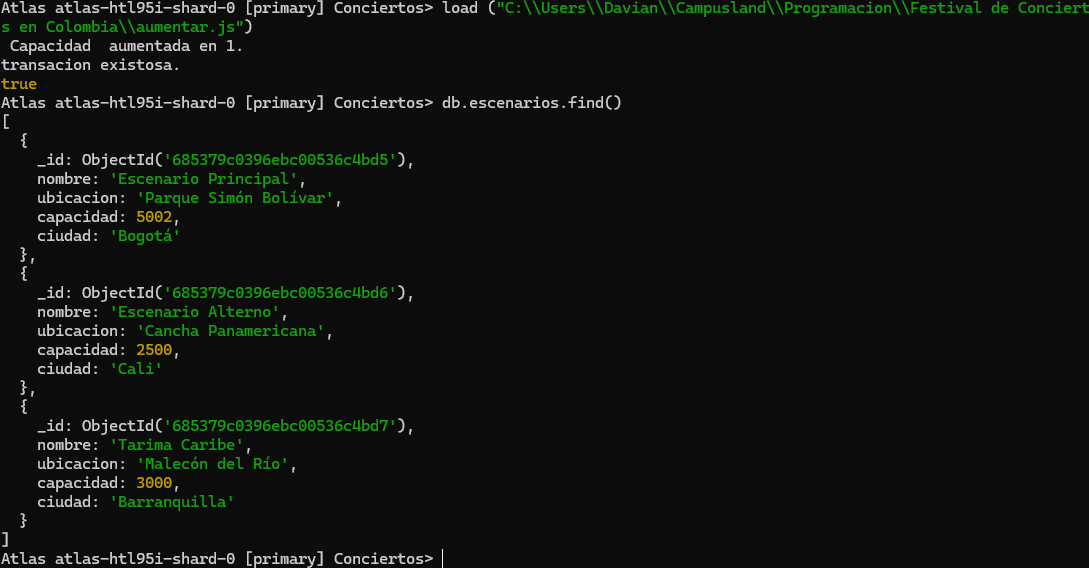 Atlas atlas-htl95i-shard-0 [primary] Conciertos> load ("C:\\Users\\Davian\\Campusland\\Programacion\\Festival de Conciert
s en Colombia\\aumentar.js")
 Capacidad  aumentada en 1.
transacion existosa.
true
Atlas atlas-htl95i-shard-0 [primary] Conciertos> db.escenarios.find()
[
  {
    _id: ObjectId('685379c0396ebc00536c4bd5'),
    nombre: 'Escenario Principal',
    ubicacion: 'Parque Simón Bolívar',
    capacidad: 5002,
    ciudad: 'Bogotá'
  },
  {
    _id: ObjectId('685379c0396ebc00536c4bd6'),
    nombre: 'Escenario Alterno',
    ubicacion: 'Cancha Panamericana',
    capacidad: 2500,
    ciudad: 'Cali'
  },
  {
    _id: ObjectId('685379c0396ebc00536c4bd7'),
    nombre: 'Tarima Caribe',
    ubicacion: 'Malecón del Río',
    capacidad: 3000,
    ciudad: 'Barranquilla'
  }
]
Atlas atlas-htl95i-shard-0 [primary] Conciertos>